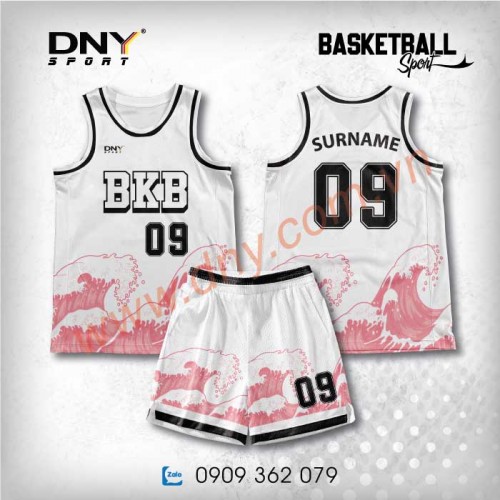 DNY
SPORT
BASKETBALL
Sport
DNY
SPORT
BKB
09
SURNAME
09
09
www.dny.com.vn
Zalo
0909 362 079